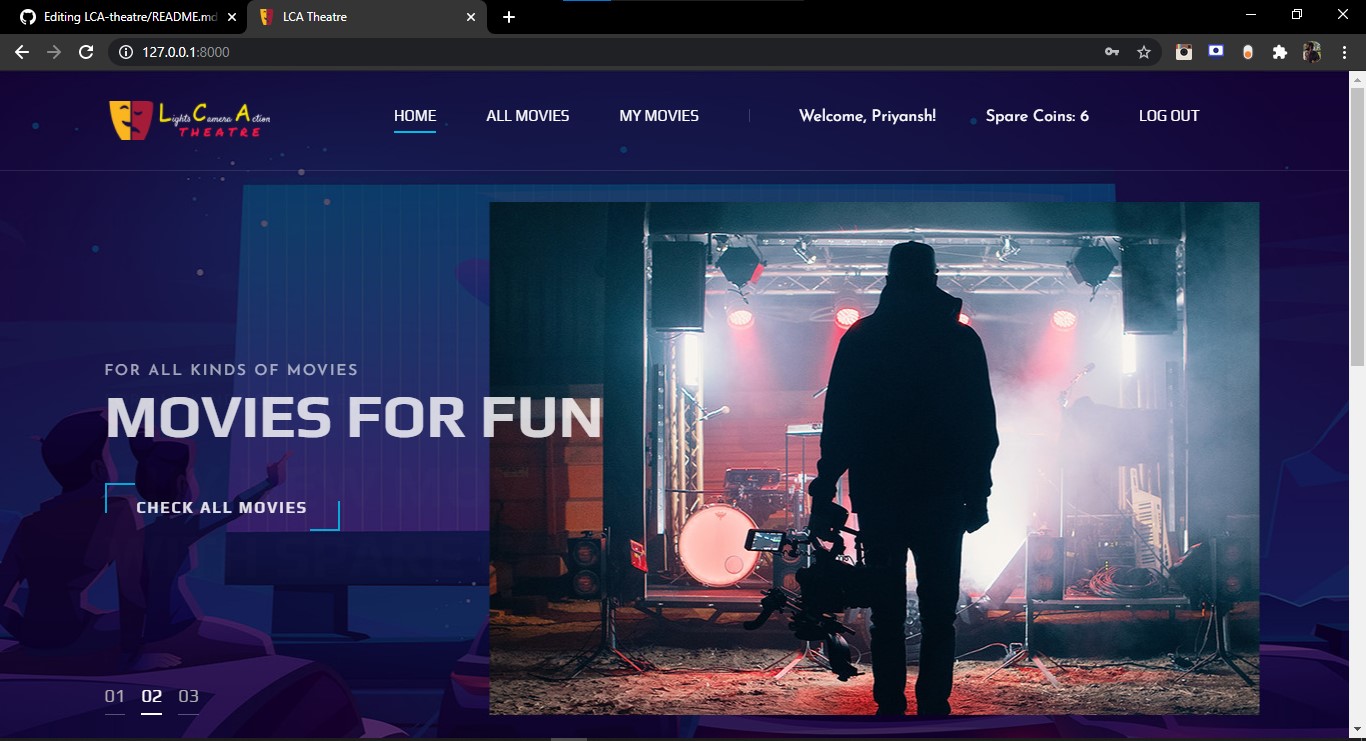 Editing LCA-theatre/README.md
LCA Theatre
127.0.0.1:8000
Lights Camera Action
THEATRE
HOME
ALL MOVIES
MY MOVIES
Welcome, Priyansh!
Spare Coins: 6
LOG OUT
FOR ALL KINDS OF MOVIES
MOVIES FOR FUN
CHECK ALL MOVIES
01 02 03